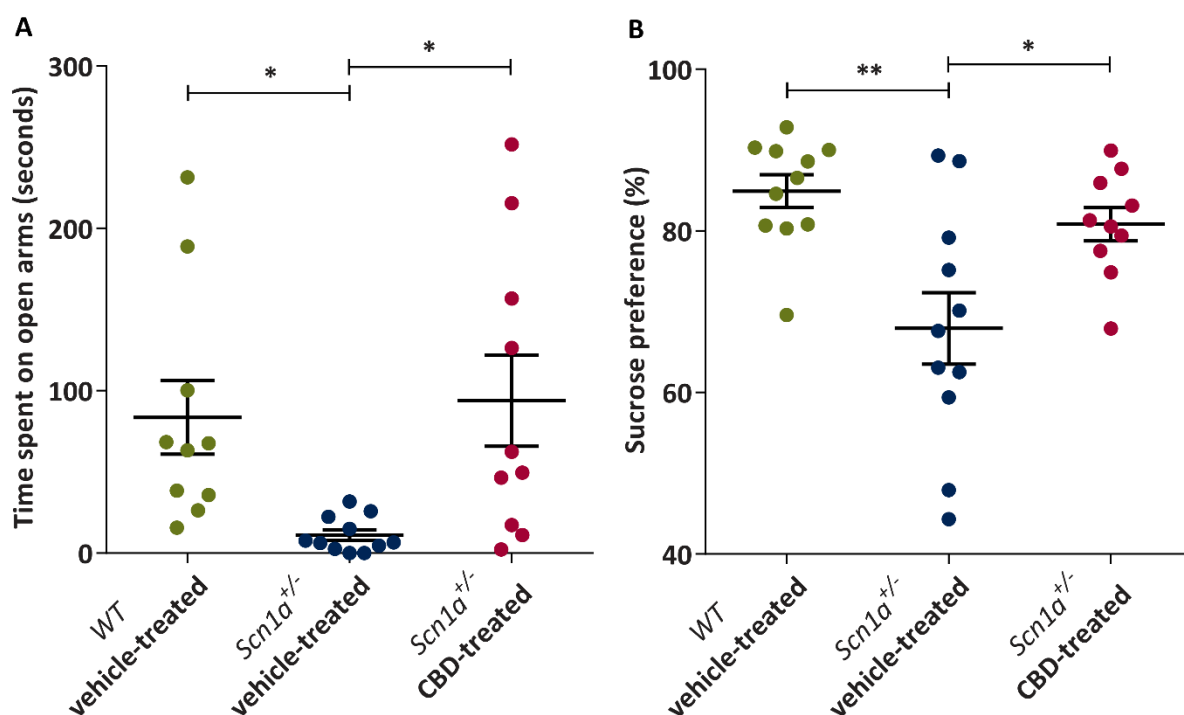 A
Time spent on open arms (seconds)
300
200
100
0
*
*
WT
vehicle-treated
Scn1a+/-
vehicle-treated
Scn1a+/-
CBD-treated
B
Sucrose preference (%)
100
80
60
40
**
*
WT
vehicle-treated
Scn1a+/-
vehicle-treated
Scn1a+/-
CBD-treated